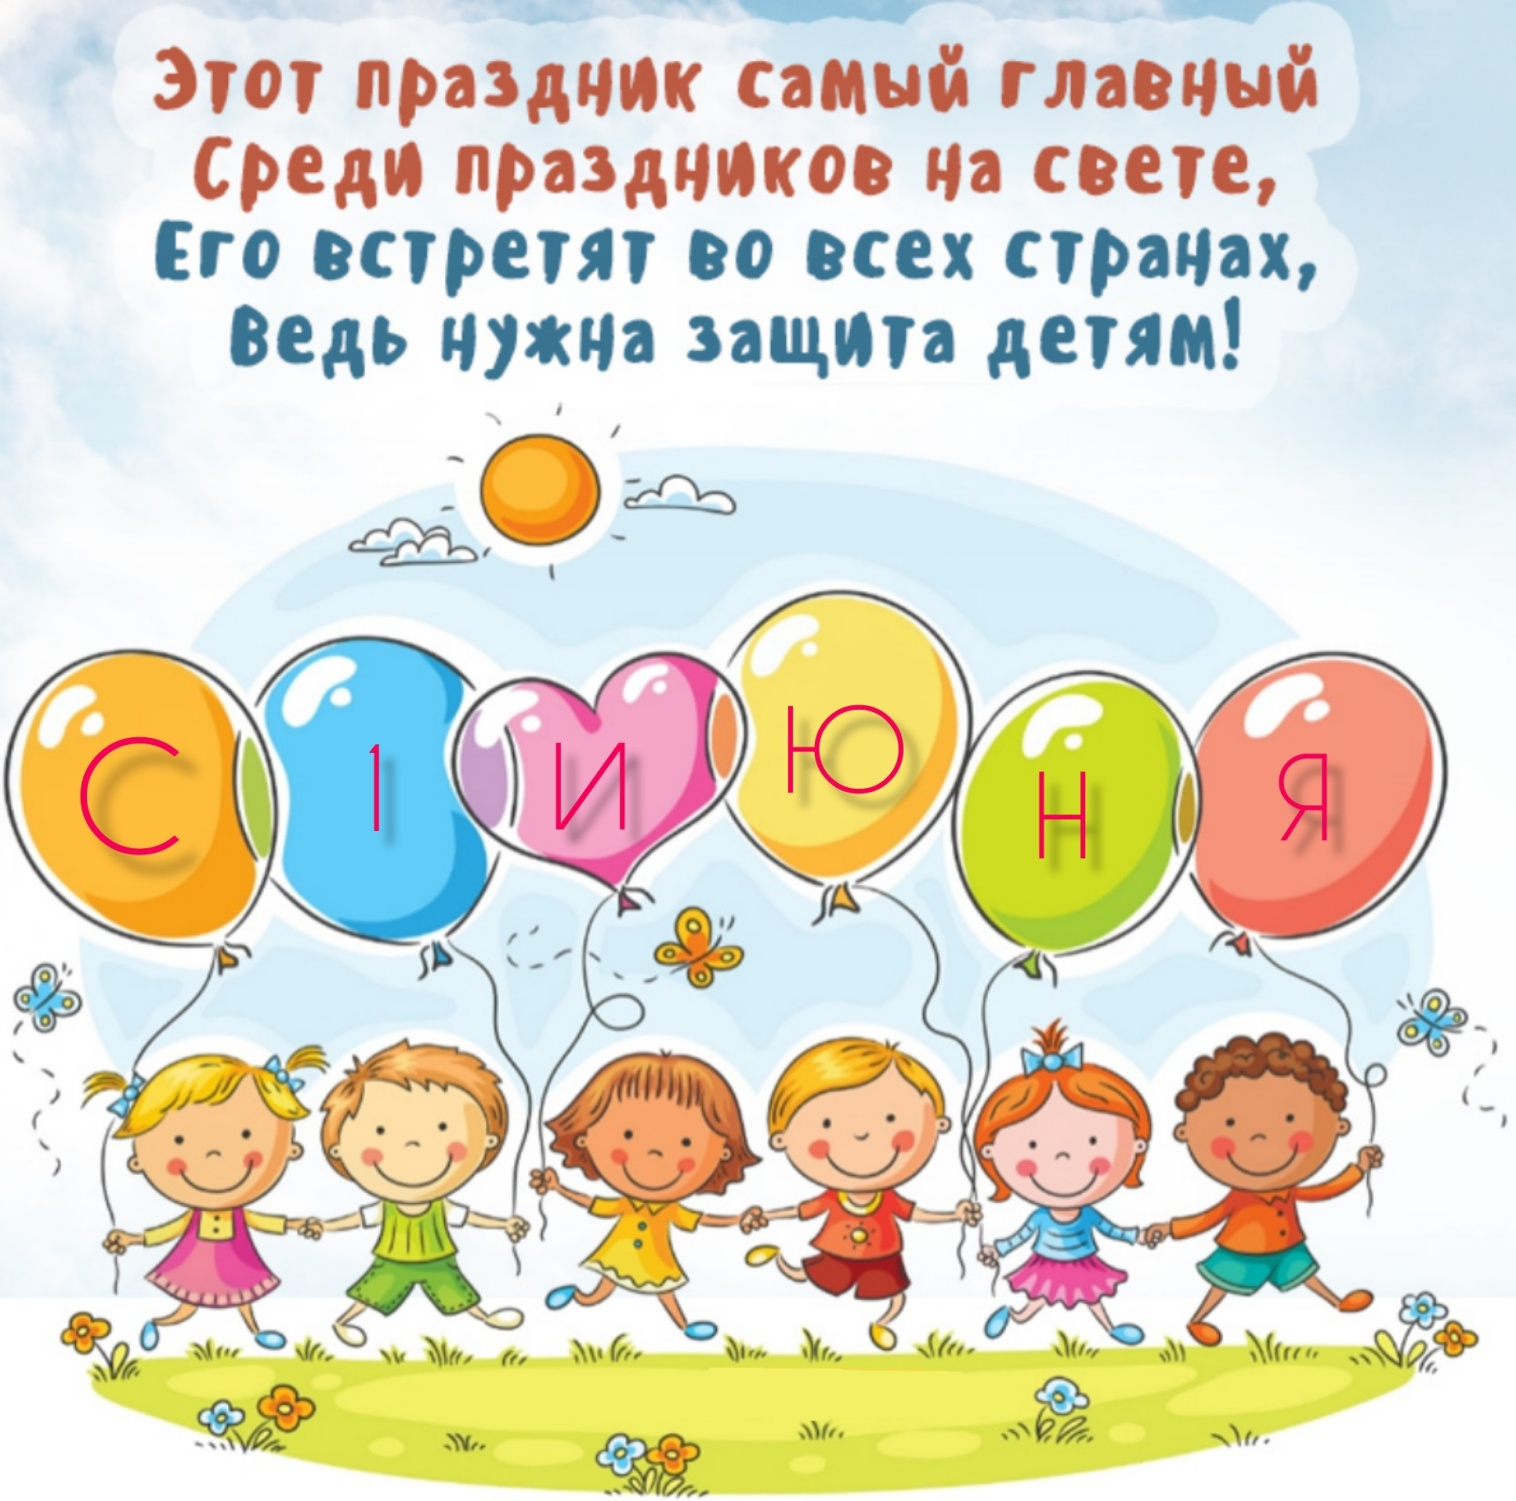 Этот праздник самый главный
Среди праздников на свете,
Его встретят во всех странах,
Ведь нужна защита детям!
С 1 ИЮНЯ